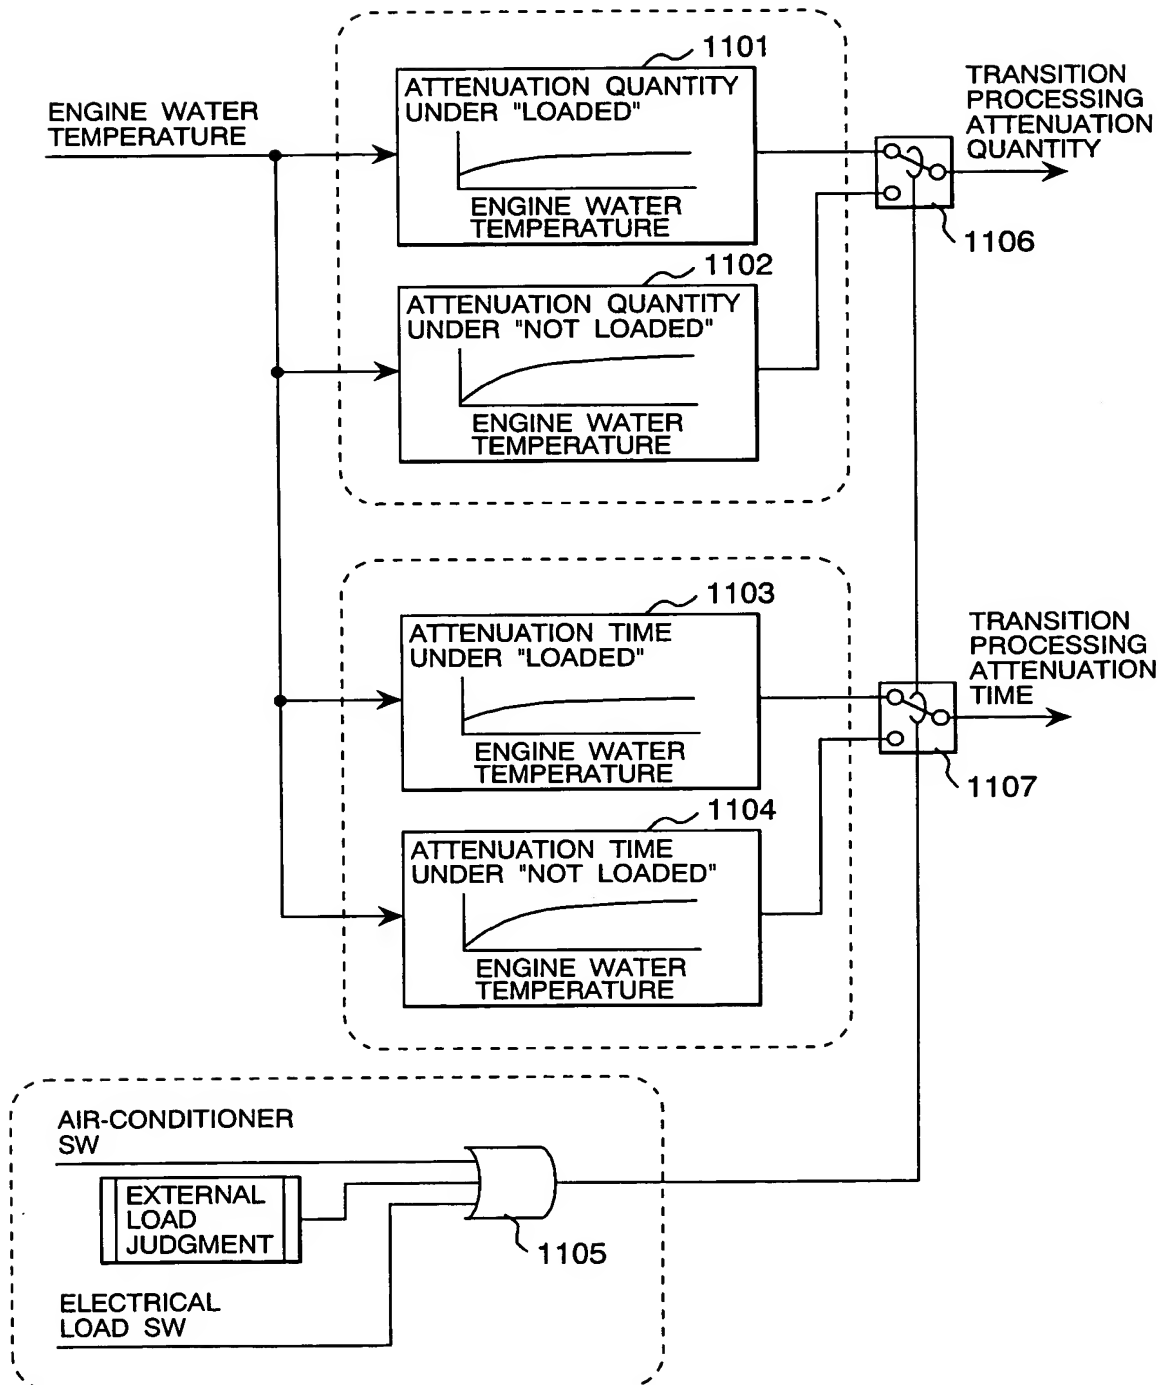 ENGINE WATER
TEMPERATURE
1101
ATTENUATION QUANTITY
UNDER "LOADED"
ENGINE WATER
TEMPERATURE
1102
ATTENUATION QUANTITY
UNDER "NOT LOADED"
ENGINE WATER
TEMPERATURE
TRANSITION
PROCESSING
ATTENUATION
QUANTITY
1106
1103
ATTENUATION TIME
UNDER "LOADED"
ENGINE WATER
TEMPERATURE
1104
ATTENUATION TIME
UNDER "NOT LOADED"
ENGINE WATER
TEMPERATURE
TRANSITION
PROCESSING
ATTENUATION
TIME
1107
AIR-CONDITIONER
SW
EXTERNAL
LOAD
JUDGMENT
1105
ELECTRICAL
LOAD SW